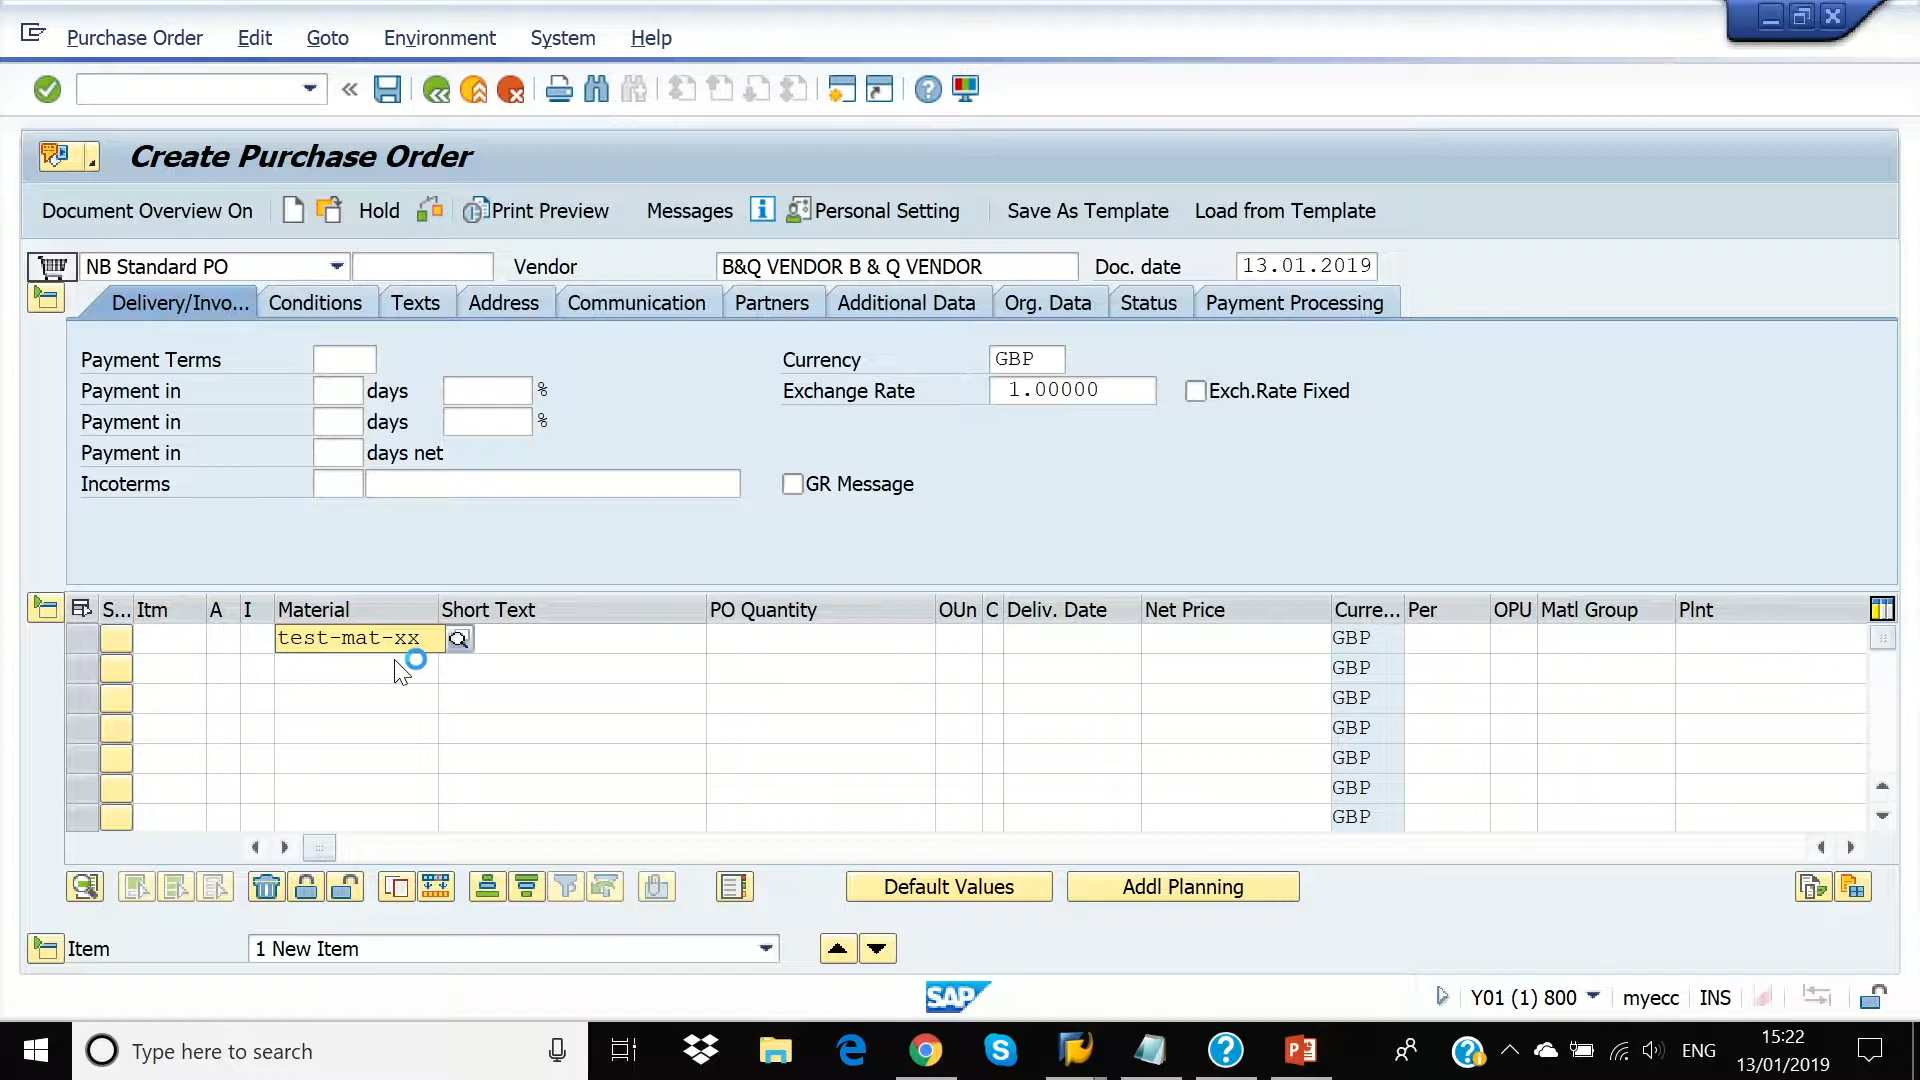 Purchase Order Edit Goto Environment System Help
Create Purchase Order
Document Overview On Hold Print Preview Messages Personal Setting Save As Template Load from Template
NB Standard PO Vendor B&Q VENDOR B & Q VENDOR Doc. date 13.01.2019
Delivery/Invo... Conditions Texts Address Communication Partners Additional Data Org. Data Status Payment Processing
Payment Terms Currency GBP
Payment in days % Exchange Rate 1.00000 Exch.Rate Fixed
Payment in days %
Payment in days net
Incoterms GR Message
S... Itm A I Material Short Text PO Quantity OUn C Deliv. Date Net Price Curre... Per OPU Matl Group Plnt
test-mat-xx GBP
GBP
GBP
GBP
GBP
GBP
GBP
Default Values Addl Planning
Item 1 New Item
SAP Y01 (1) 800 myecc INS
Type here to search ENG 15:22
13/01/2019